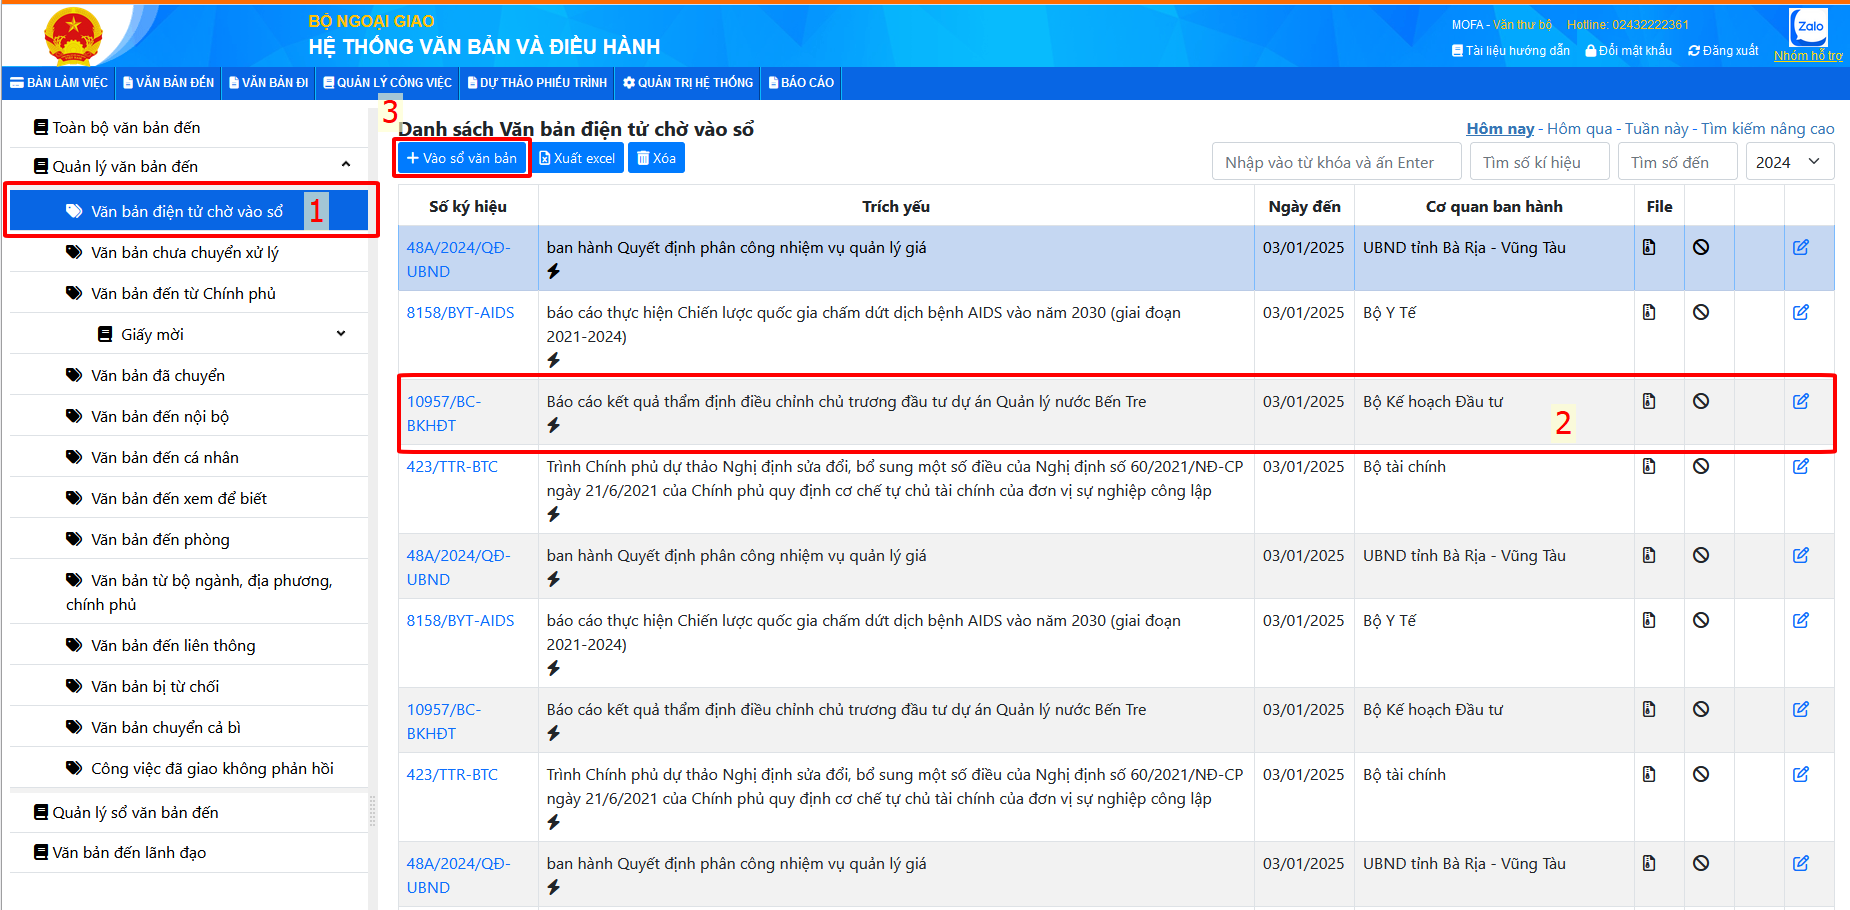 BỘ NGOẠI GIAO
HỆ THỐNG VĂN BẢN VÀ ĐIỀU HÀNH
MOFA - Văn thư bộ Hotline: 02432222361
Tài liệu hướng dẫn Đổi mật khẩu Đăng xuất
Zalo
Nhóm hỗ trợ
BÀN LÀM VIỆC VĂN BẢN ĐẾN VĂN BẢN ĐI QUẢN LÝ CÔNG VIỆC DỰ THẢO PHIẾU TRÌNH QUẢN TRỊ HỆ THỐNG BÁO CÁO
Toàn bộ văn bản đến
Quản lý văn bản đến
Văn bản điện tử chờ vào sổ 1
Văn bản chưa chuyển xử lý
Văn bản đến từ Chính phủ
Giấy mời
Văn bản đã chuyển
Văn bản đến nội bộ
Văn bản đến cá nhân
Văn bản đến xem để biết
Văn bản đến phòng
Văn bản từ bộ ngành, địa phương,
chính phủ
Văn bản đến liên thông
Văn bản bị từ chối
Văn bản chuyển cả bì
Công việc đã giao không phản hồi
Quản lý sổ văn bản đến
Văn bản đến lãnh đạo
3
Danh sách Văn bản điện tử chờ vào sổ
Hôm nay - Hôm qua - Tuần này - Tìm kiếm nâng cao
+ Vào sổ văn bản Xuất excel Xóa
Nhập vào từ khóa và ấn Enter Tìm số kí hiệu Tìm số đến 2024
Số ký hiệu Trích yếu Ngày đến Cơ quan ban hành File
48A/2024/QĐ- ban hành Quyết định phân công nhiệm vụ quản lý giá 03/01/2025 UBND tỉnh Bà Rịa - Vũng Tàu
UBND
8158/BYT-AIDS báo cáo thực hiện Chiến lược quốc gia chấm dứt dịch bệnh AIDS vào năm 2030 (giai đoạn 03/01/2025 Bộ Y Tế
2021-2024)
10957/BC- Báo cáo kết quả thẩm định điều chỉnh chủ trương đầu tư dự án Quản lý nước Bến Tre 03/01/2025 Bộ Kế hoạch Đầu tư
BKHĐT
2
423/TTR-BTC Trình Chính phủ dự thảo Nghị định sửa đổi, bổ sung một số điều của Nghị định số 60/2021/NĐ-CP 03/01/2025 Bộ tài chính
ngày 21/6/2021 của Chính phủ quy định cơ chế tự chủ tài chính của đơn vị sự nghiệp công lập
48A/2024/QĐ- ban hành Quyết định phân công nhiệm vụ quản lý giá 03/01/2025 UBND tỉnh Bà Rịa - Vũng Tàu
UBND
8158/BYT-AIDS báo cáo thực hiện Chiến lược quốc gia chấm dứt dịch bệnh AIDS vào năm 2030 (giai đoạn 03/01/2025 Bộ Y Tế
2021-2024)
10957/BC- Báo cáo kết quả thẩm định điều chỉnh chủ trương đầu tư dự án Quản lý nước Bến Tre 03/01/2025 Bộ Kế hoạch Đầu tư
BKHĐT
423/TTR-BTC Trình Chính phủ dự thảo Nghị định sửa đổi, bổ sung một số điều của Nghị định số 60/2021/NĐ-CP 03/01/2025 Bộ tài chính
ngày 21/6/2021 của Chính phủ quy định cơ chế tự chủ tài chính của đơn vị sự nghiệp công lập
48A/2024/QĐ- ban hành Quyết định phân công nhiệm vụ quản lý giá 03/01/2025 UBND tỉnh Bà Rịa - Vũng Tàu
UBND